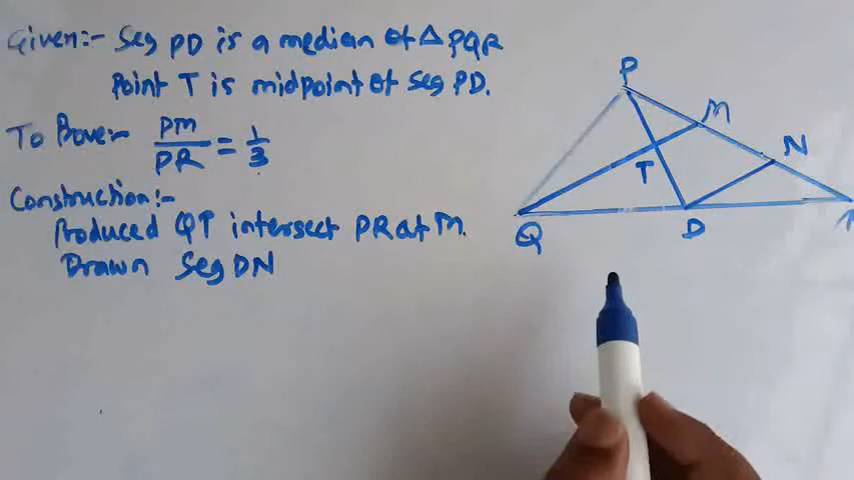 Given:- Seg PD is a median of △PQR
Point T is midpoint of Seg PD.
To Prove:- PM/PR = 1/3
Construction:-
Produced QT intersect PR at M.
Drawn Seg DN
P
M
N
T
Q
D